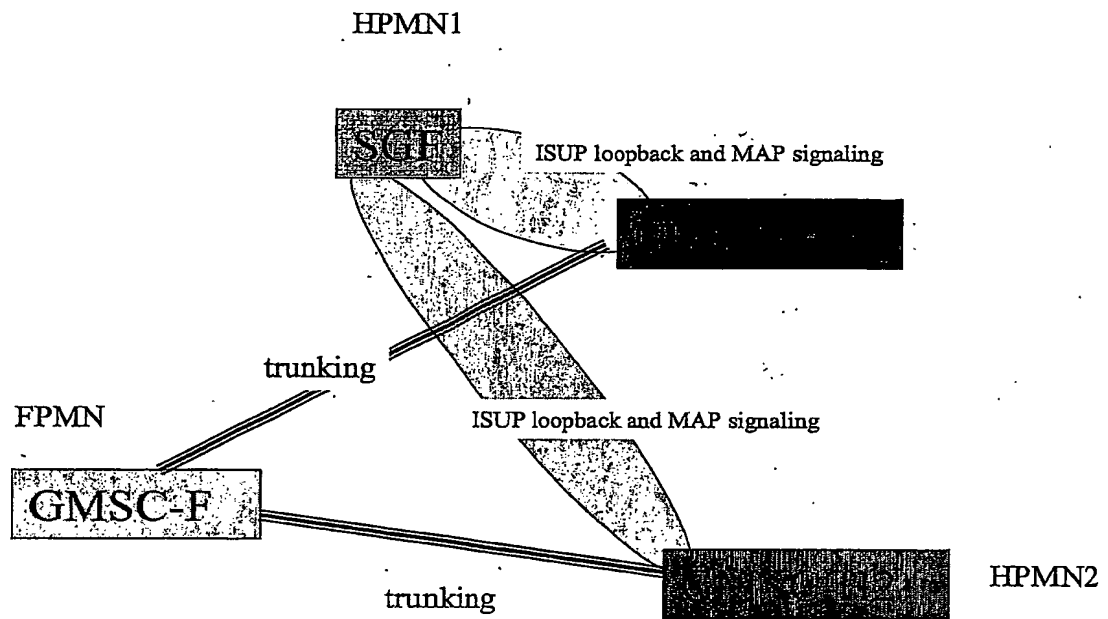 HPMN1
SGF
ISUP loopback and MAP signaling
trunking
FPMN
ISUP loopback and MAP signaling
GMSC-F
HPMN2
trunking